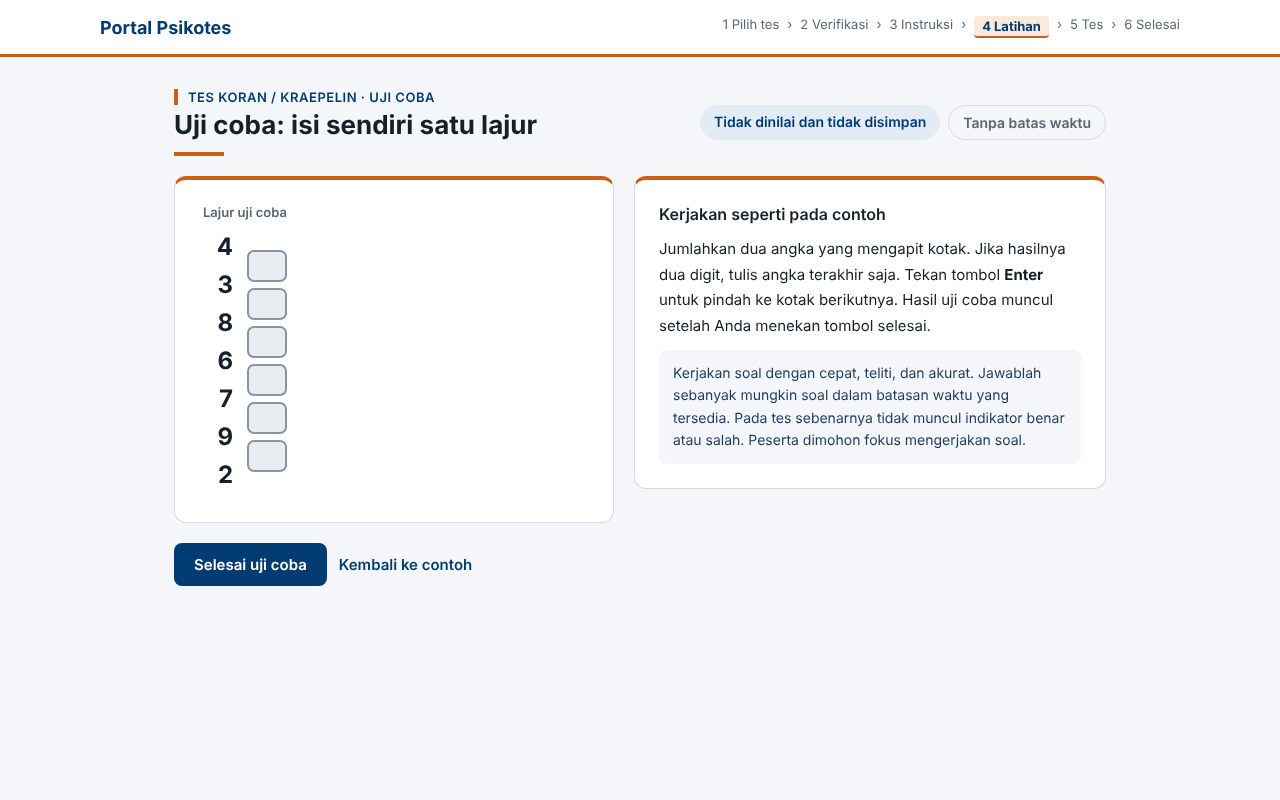 Portal Psikotes
1 Pilih tes › 2 Verifikasi › 3 Instruksi › 4 Latihan › 5 Tes › 6 Selesai
TES KORAN / KRAEPELIN · UJI COBA
Uji coba: isi sendiri satu lajur
Tidak dinilai dan tidak disimpan
Tanpa batas waktu
Lajur uji coba
4
3
8
6
7
9
2
Kerjakan seperti pada contoh
Jumlahkan dua angka yang mengapit kotak. Jika hasilnya
dua digit, tulis angka terakhir saja. Tekan tombol Enter
untuk pindah ke kotak berikutnya. Hasil uji coba muncul
setelah Anda menekan tombol selesai.
Kerjakan soal dengan cepat, teliti, dan akurat. Jawablah
sebanyak mungkin soal dalam batasan waktu yang
tersedia. Pada tes sebenarnya tidak muncul indikator benar
atau salah. Peserta dimohon fokus mengerjakan soal.
Selesai uji coba
Kembali ke contoh